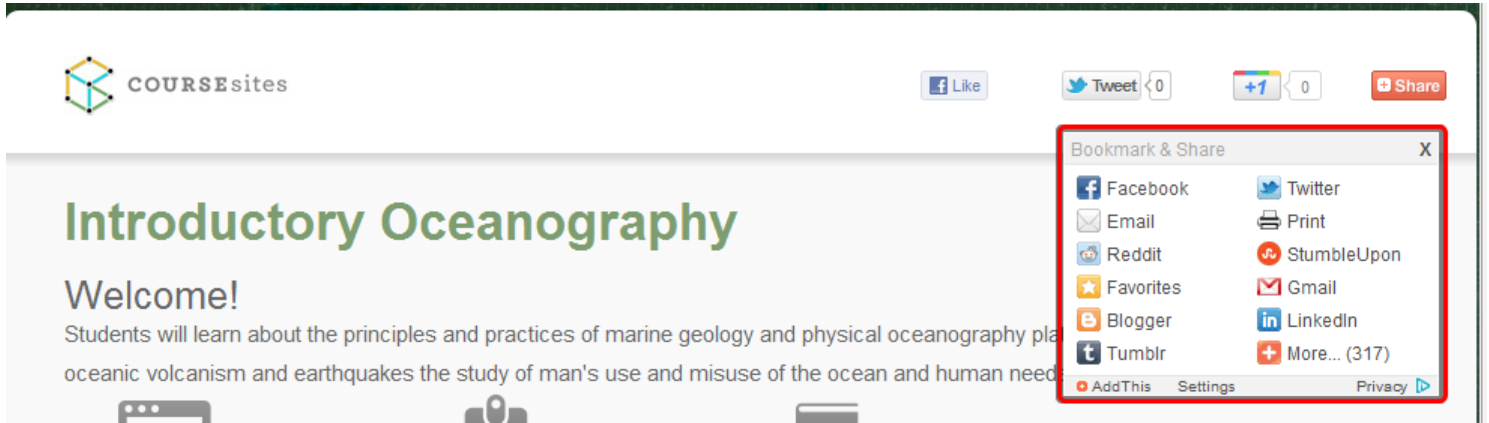 COURSEsites
Like
Tweet 0
+1 0
Share
Bookmark & Share X
Facebook Twitter
Email Print
Reddit StumbleUpon
Favorites Gmail
Blogger LinkedIn
Tumblr More... (317)
AddThis Settings Privacy
Introductory Oceanography
Welcome!
Students will learn about the principles and practices of marine geology and physical oceanography
oceanic volcanism and earthquakes the study of man's use and misuse of the ocean and human